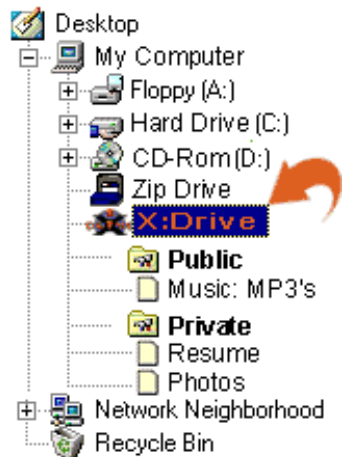 Desktop
My Computer
Floppy (A:)
Hard Drive (C:)
CD-Rom (D:)
Zip Drive
X:Drive
Public
Music: MP3's
Private
Resume
Photos
Network Neighborhood
Recycle Bin